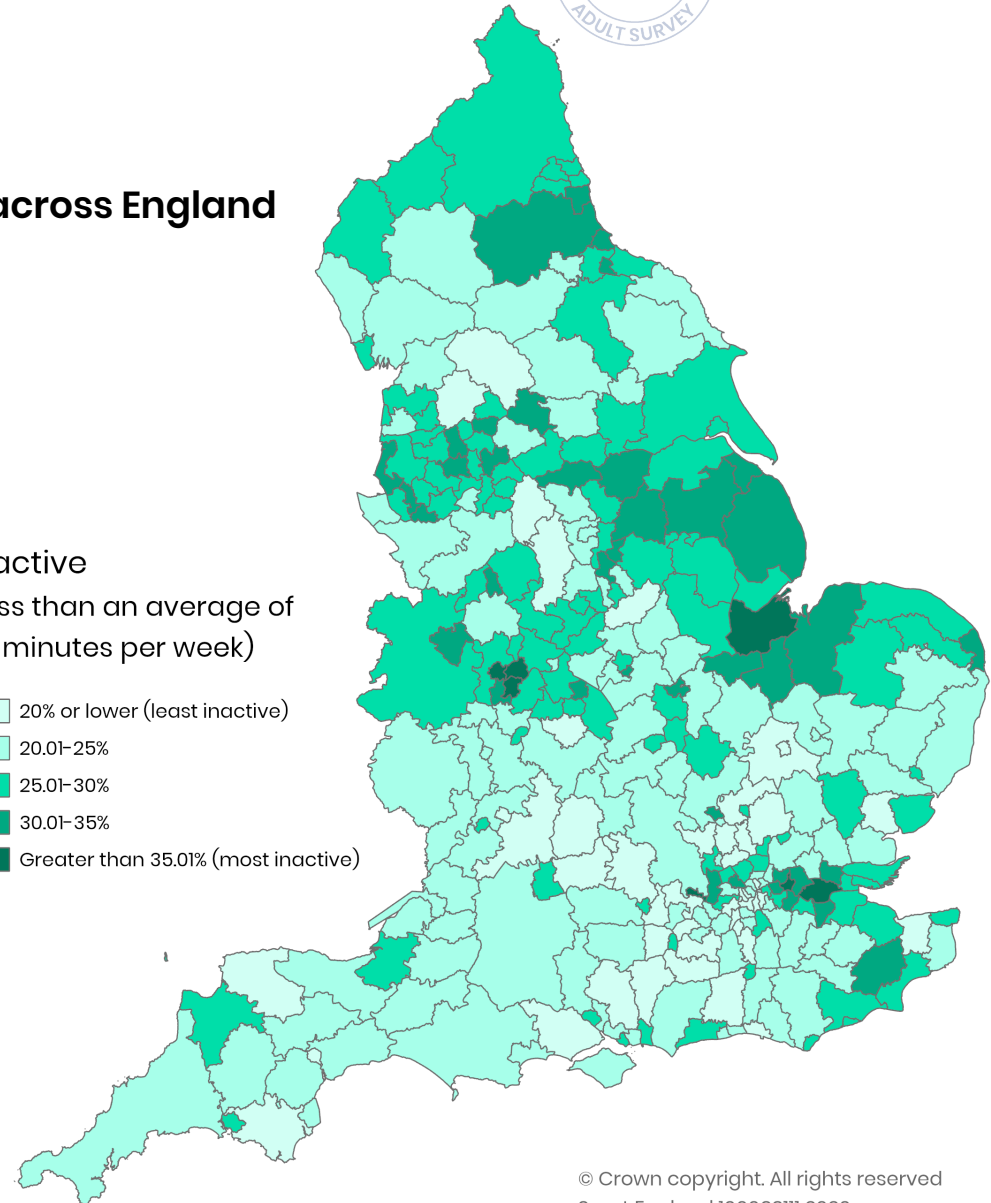 ADULT SURVEY
across England
active
ss than an average of
minutes per week)
20% or lower (least inactive)
20.01-25%
25.01-30%
30.01-35%
Greater than 35.01% (most inactive)
© Crown copyright. All rights reserved